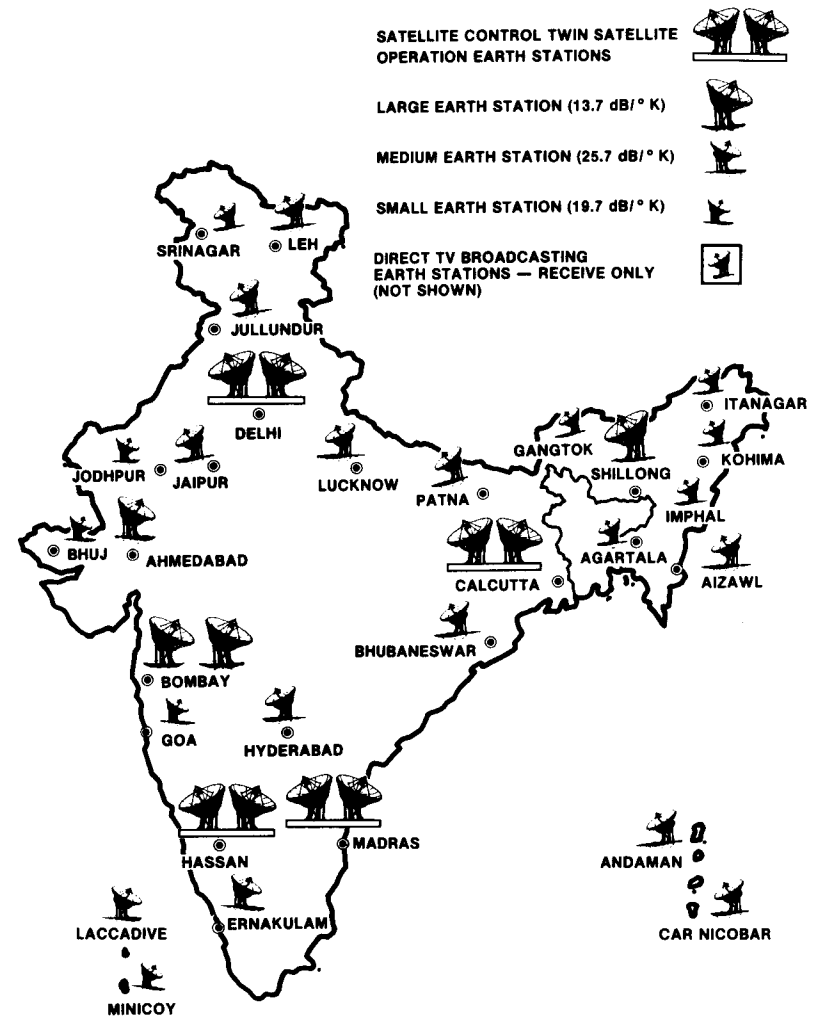 SATELLITE CONTROL TWIN SATELLITE
OPERATION EARTH STATIONS
LARGE EARTH STATION (13.7 dB/° K)
MEDIUM EARTH STATION (25.7 dB/° K)
SMALL EARTH STATION (19.7 dB/° K)
DIRECT TV BROADCASTING
EARTH STATIONS — RECEIVE ONLY
(NOT SHOWN)
SRINAGAR
LEH
JULLUNDUR
DELHI
ITANAGAR
GANGTOK
SHILLONG
KOHIMA
JODHPUR
JAIPUR
LUCKNOW
PATNA
IMPHAL
BHUJ
AHMEDABAD
AGARTALA
CALCUTTA
AIZAWL
BHUBANESWAR
BOMBAY
GOA
HYDERABAD
HASSAN
MADRAS
ANDAMAN
ERNAKULAM
LACCADIVE
CAR NICOBAR
MINICOY